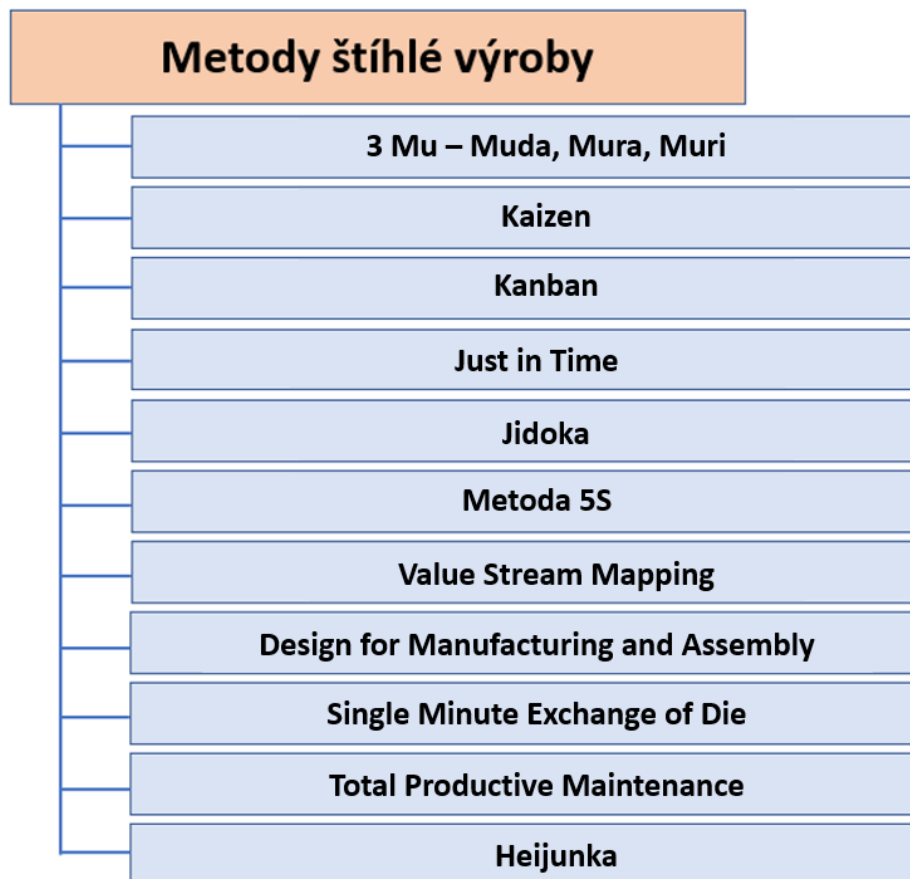 Metody štíhlé výroby
3 Mu – Muda, Mura, Muri
Kaizen
Kanban
Just in Time
Jidoka
Metoda 5S
Value Stream Mapping
Design for Manufacturing and Assembly
Single Minute Exchange of Die
Total Productive Maintenance
Heijunka